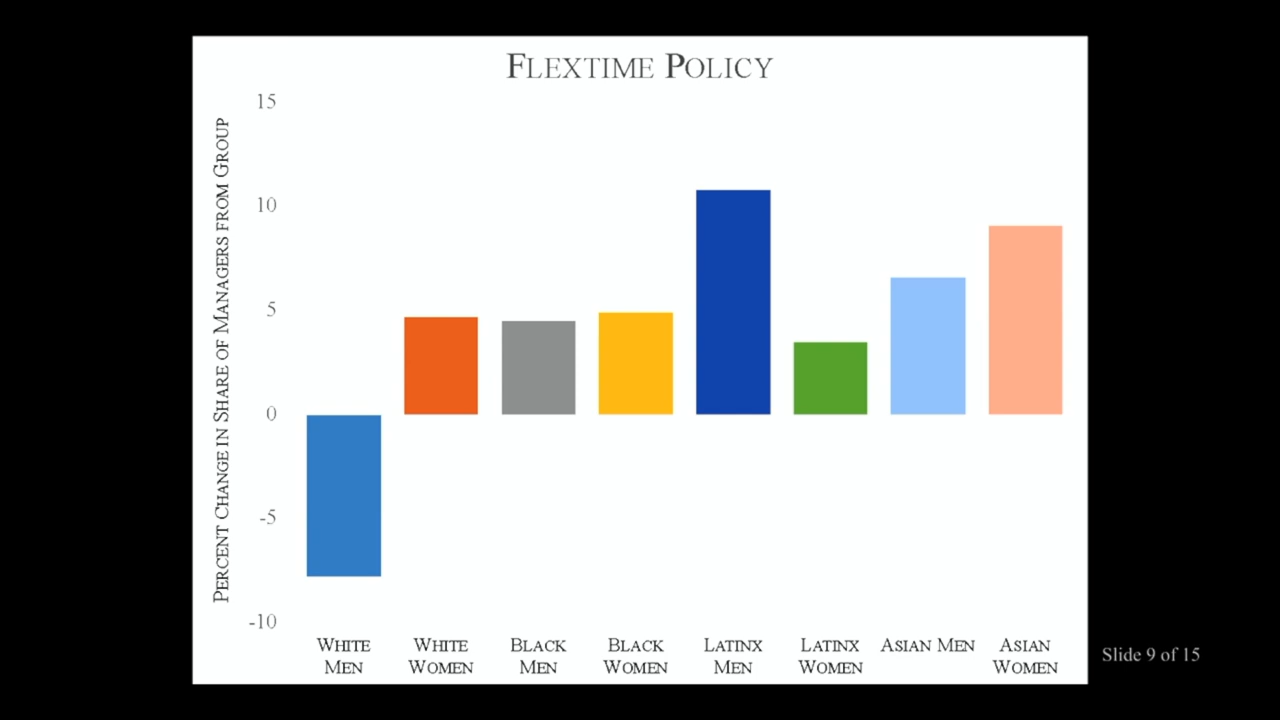 FLEXTIME POLICY
PERCENT CHANGE IN SHARE OF MANAGERS FROM GROUP
15
10
5
0
-5
-10
WHITE
MEN
WHITE
WOMEN
BLACK
MEN
BLACK
WOMEN
LATINX
MEN
LATINX
WOMEN
ASIAN MEN
ASIAN
WOMEN
Slide 9 of 15